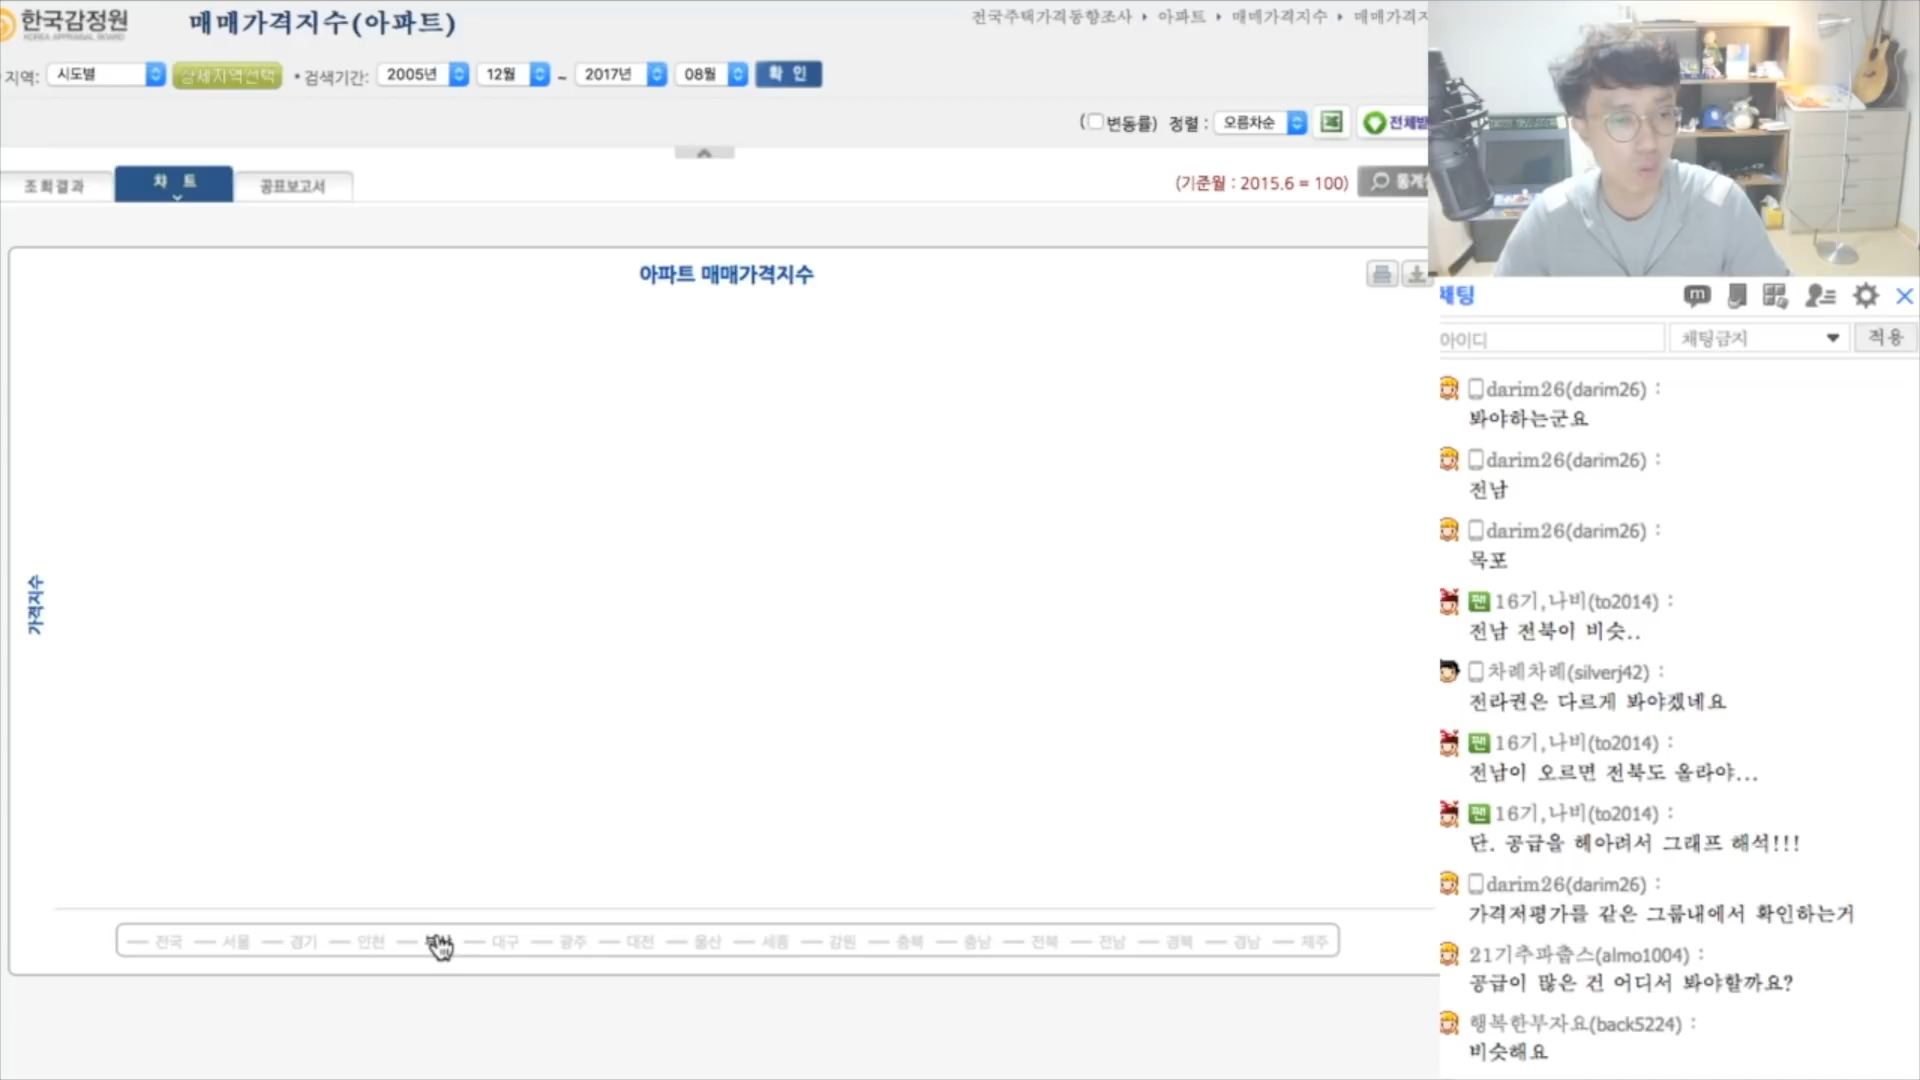 한국감정원
KOREA APPRAISAL BOARD
매매가격지수(아파트)
전국주택가격동향조사 ▸ 아파트 ▸ 매매가격지수 ▸ 매매가격지
지역: 시도별 상세지역선택 • 검색기간: 2005년 12월 ~ 2017년 08월 확 인
(변동률) 정렬 : 오름차순 전체받
조회결과 차 트 공표보고서
(기준월 : 2015.6 = 100) 통계
아파트 매매가격지수
가격지수
전국 서울 경기 인천 부산 대구 광주 대전 울산 세종 강원 충북 충남 전북 전남 경북 경남 제주
채팅
아이디 채팅금지 적용
darim26(darim26) :
봐야하는군요
darim26(darim26) :
전남
darim26(darim26) :
목포
팬 16기,나비(to2014) :
전남 전북이 비슷..
차례차례(silverj42) :
전라권은 다르게 봐야겠네요
팬 16기,나비(to2014) :
전남이 오르면 전북도 올라야...
팬 16기,나비(to2014) :
단. 공급을 헤아려서 그래프 해석!!!
darim26(darim26) :
가격저평가를 같은 그룹내에서 확인하는거
21기추파춥스(almo1004) :
공급이 많은 건 어디서 봐야할까요?
행복한부자요(back5224) :
비슷해요